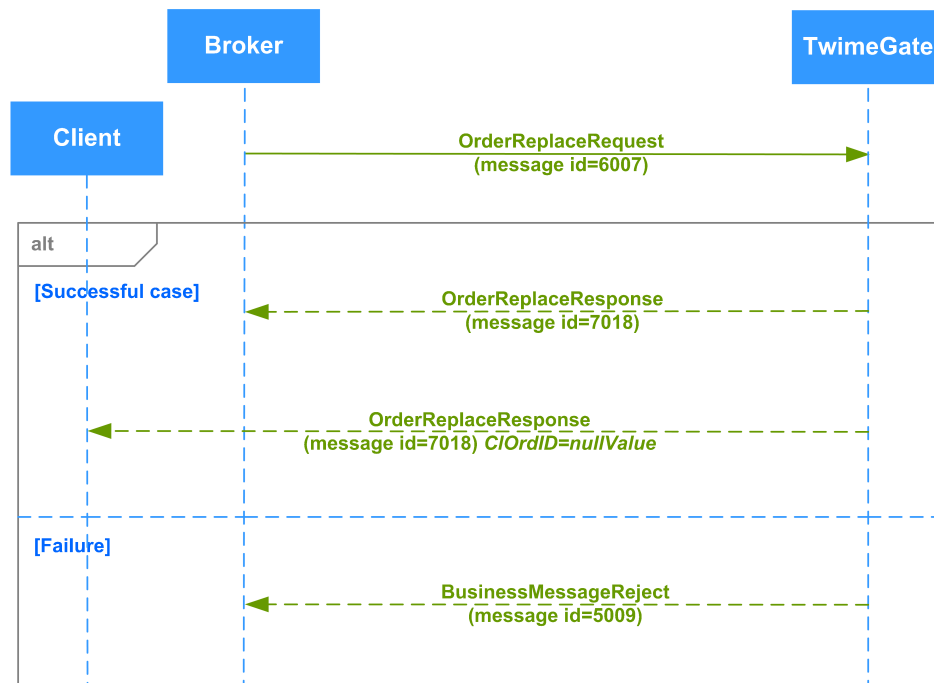 Broker
TwimeGate
Client
OrderReplaceRequest
(message id=6007)
alt
[Successful case]
OrderReplaceResponse
(message id=7018)
OrderReplaceResponse
(message id=7018) ClOrdID=nullValue
[Failure]
BusinessMessageReject
(message id=5009)